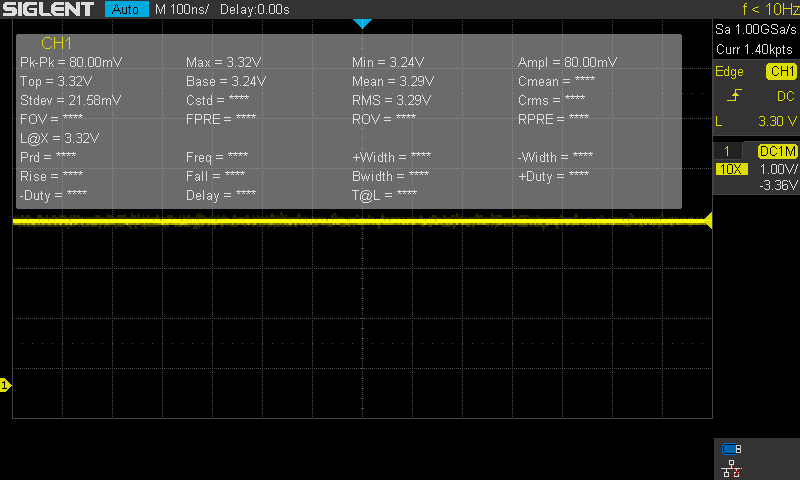 SIGLENT Auto M 100ns/ Delay:0.00s f < 10Hz
Sa 1.00GSa/s
Curr 1.40kpts
Edge CH1
DC
L 3.30 V
1 DC1M
10X 1.00V/
-3.36V
CH1
Pk-Pk = 80.00mV Max = 3.32V Min = 3.24V Ampl = 80.00mV
Top = 3.32V Base = 3.24V Mean = 3.29V Cmean = ****
Stdev = 21.58mV Cstd = **** RMS = 3.29V Crms = ****
FOV = **** FPRE = **** ROV = **** RPRE = ****
L@X = 3.32V
Prd = **** Freq = **** +Width = **** -Width = ****
Rise = **** Fall = **** Bwidth = **** +Duty = ****
-Duty = **** Delay = **** T@L = ****
1